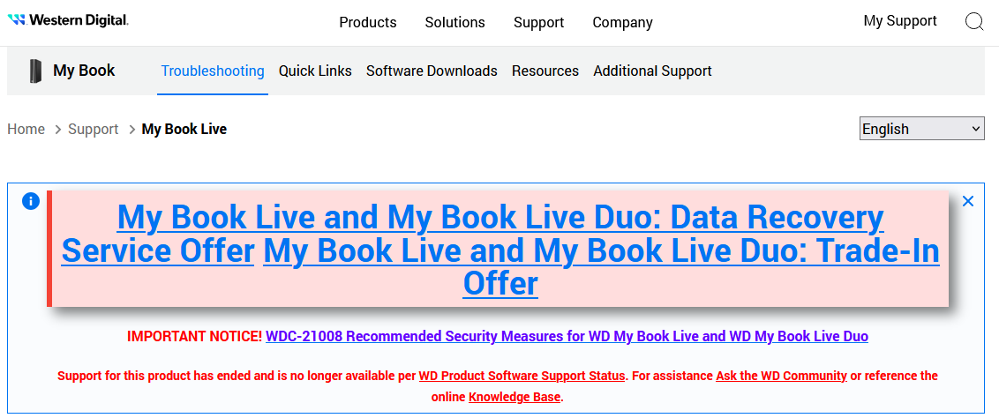 Western Digital.
Products Solutions Support Company My Support
My Book Troubleshooting Quick Links Software Downloads Resources Additional Support
Home > Support > My Book Live English
My Book Live and My Book Live Duo: Data Recovery
Service Offer My Book Live and My Book Live Duo: Trade-In
Offer
IMPORTANT NOTICE! WDC-21008 Recommended Security Measures for WD My Book Live and WD My Book Live Duo
Support for this product has ended and is no longer available per WD Product Software Support Status. For assistance Ask the WD Community or reference the
online Knowledge Base.